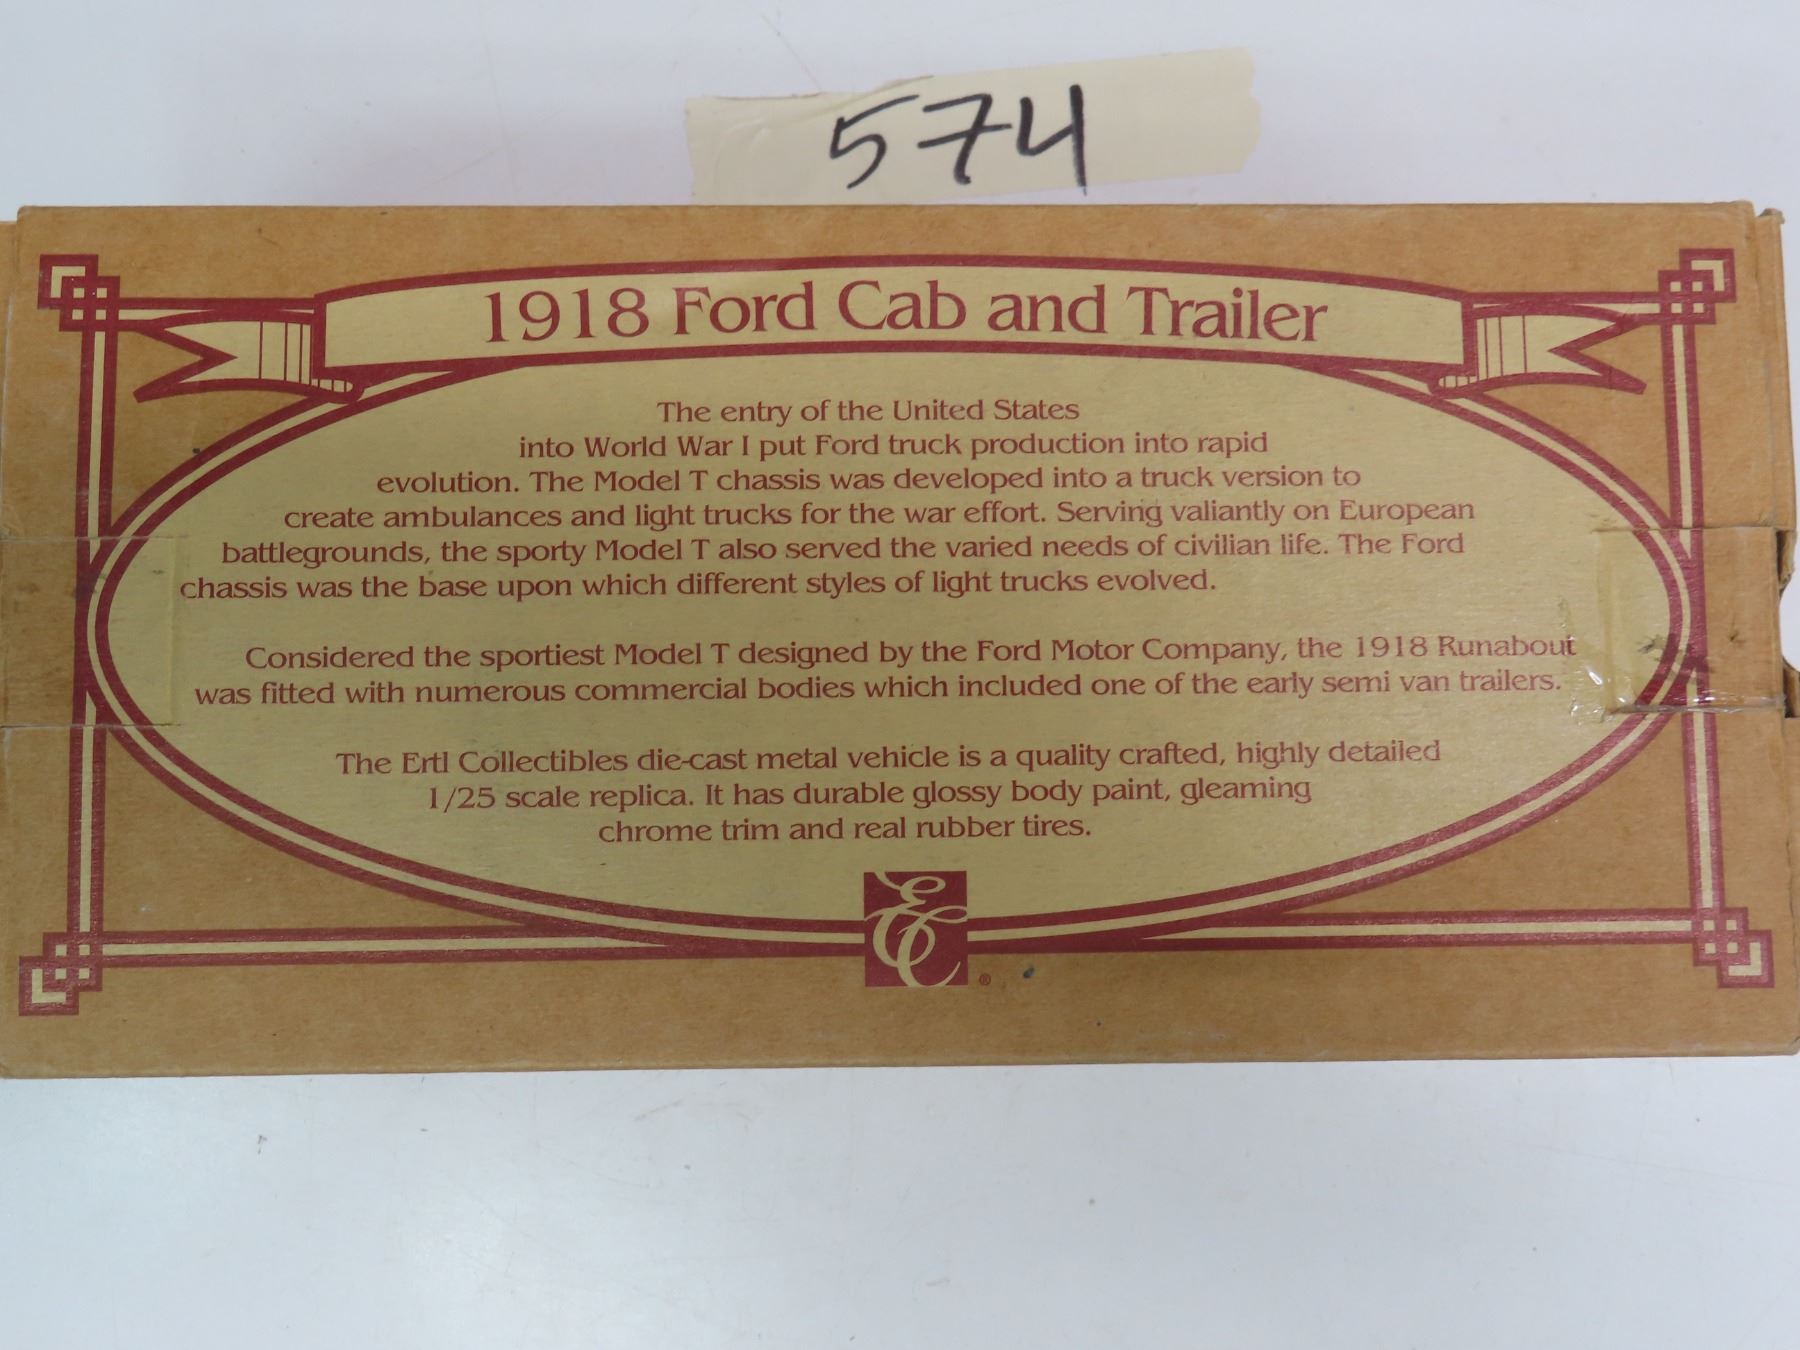 574
1918 Ford Cab and Trailer
The entry of the United States
into World War I put Ford truck production into rapid
evolution. The Model T chassis was developed into a truck version to
create ambulances and light trucks for the war effort. Serving valiantly on European
battlegrounds, the sporty Model T also served the varied needs of civilian life. The Ford
chassis was the base upon which different styles of light trucks evolved.
Considered the sportiest Model T designed by the Ford Motor Company, the 1918 Runabout
was fitted with numerous commercial bodies which included one of the early semi van trailers.
The Ertl Collectibles die-cast metal vehicle is a quality crafted, highly detailed
1/25 scale replica. It has durable glossy body paint, gleaming
chrome trim and real rubber tires.
EC ®